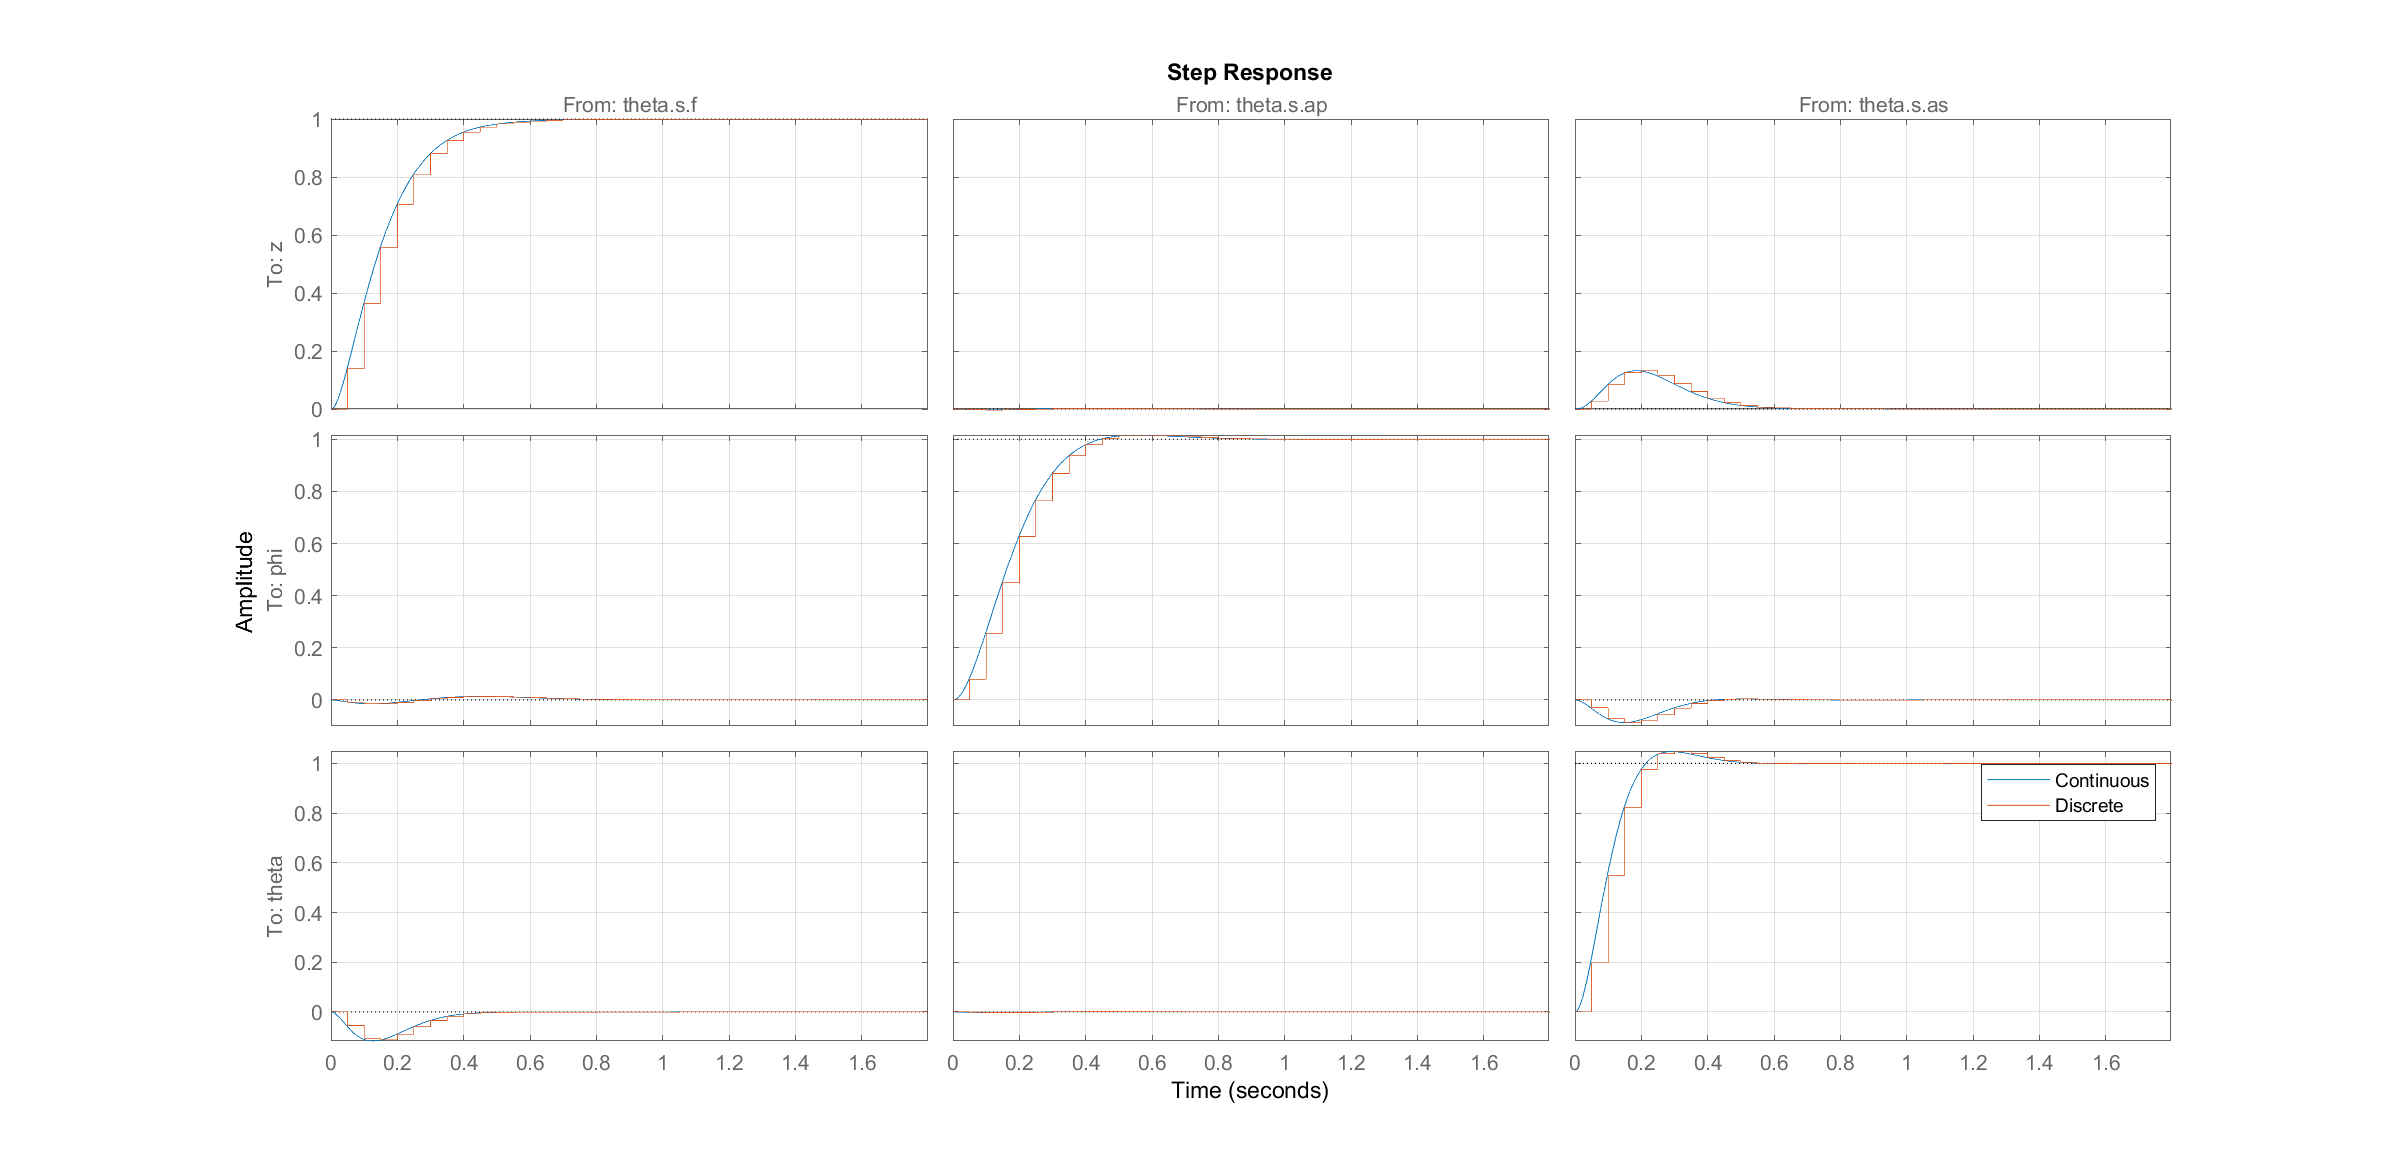 Step Response
From: theta.s.f
From: theta.s.ap
From: theta.s.as
Amplitude
To: z
1
0.8
0.6
0.4
0.2
0
To: phi
1
0.8
0.6
0.4
0.2
0
To: theta
1
0.8
0.6
0.4
0.2
0
Continuous
Discrete
0 0.2 0.4 0.6 0.8 1 1.2 1.4 1.6
0 0.2 0.4 0.6 0.8 1 1.2 1.4 1.6
0 0.2 0.4 0.6 0.8 1 1.2 1.4 1.6
Time (seconds)